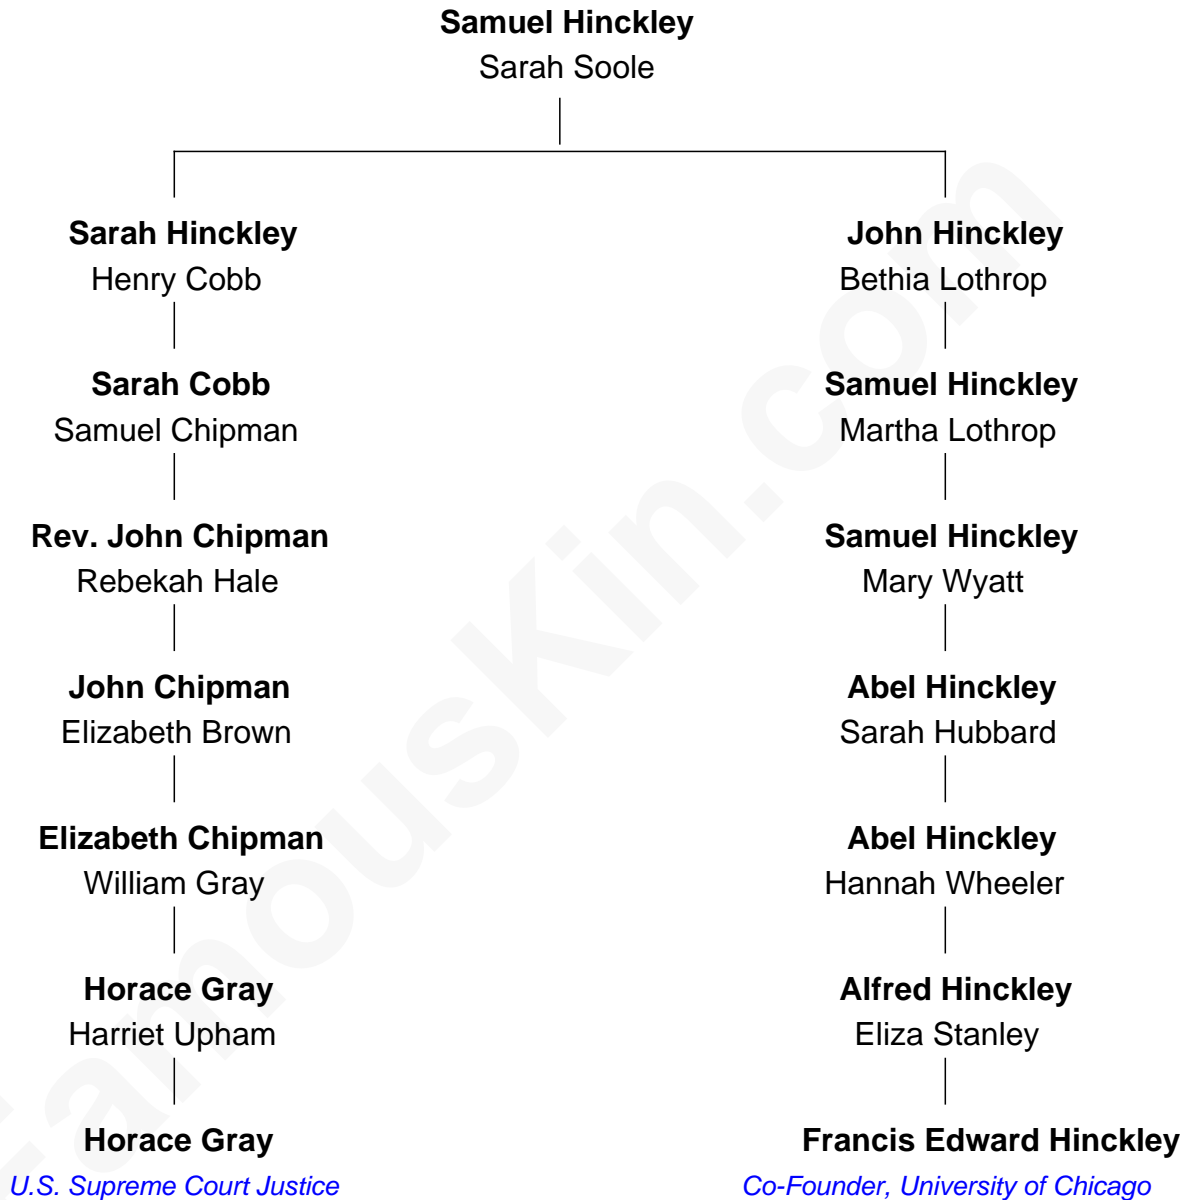 Samuel Hinckley
Sarah Soole
Sarah Hinckley
Henry Cobb
John Hinckley
Bethia Lothrop
Sarah Cobb
Samuel Chipman
Samuel Hinckley
Martha Lothrop
Rev. John Chipman
Rebekah Hale
Samuel Hinckley
Mary Wyatt
John Chipman
Elizabeth Brown
Abel Hinckley
Sarah Hubbard
Elizabeth Chipman
William Gray
Abel Hinckley
Hannah Wheeler
Horace Gray
Harriet Upham
Alfred Hinckley
Eliza Stanley
Horace Gray
U.S. Supreme Court Justice
Francis Edward Hinckley
Co-Founder, University of Chicago
FamousKin.com